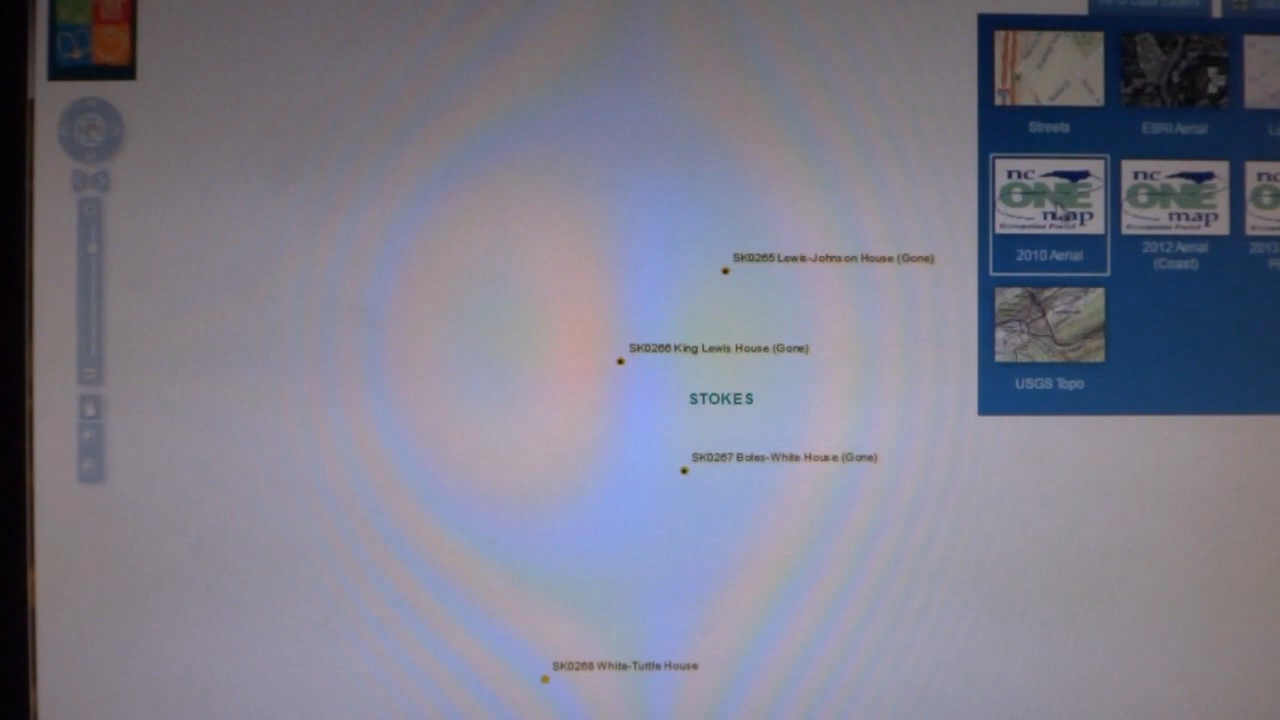 Streets
ESRI Aerial
nc
ONE
map
nc
ONE
map
nc
2010 Aerial
2012 Aerial
(Coast)
SK0265 Lewis-Johnson House (Gone)
SK0266 King Lewis House (Gone)
USGS Topo
STOKES
SK0267 Boles-White House (Gone)
SK0268 White-Tuttle House